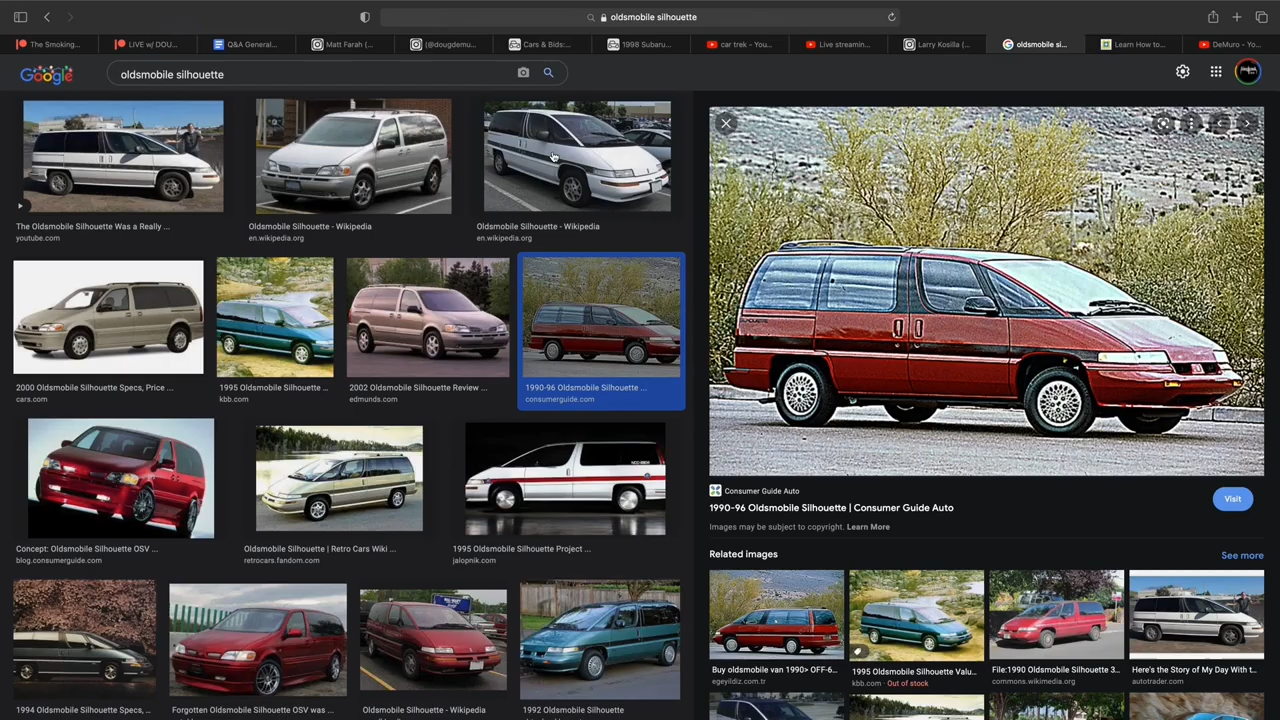 oldsmobile silhouette
The Smoking...
LIVE w/ DOU...
Q&A General...
Matt Farah (...
(@dougdemu...
Cars & Bids:...
1998 Subaru...
car trek - You...
Live streamin...
Larry Kosilla (...
oldsmobile si...
Learn How to...
DeMuro - Yo...
Google
oldsmobile silhouette
The Oldsmobile Silhouette Was a Really ...
youtube.com
Oldsmobile Silhouette - Wikipedia
en.wikipedia.org
Oldsmobile Silhouette - Wikipedia
en.wikipedia.org
2000 Oldsmobile Silhouette Specs, Price ...
cars.com
1995 Oldsmobile Silhouette ...
kbb.com
2002 Oldsmobile Silhouette Review ...
edmunds.com
1990-96 Oldsmobile Silhouette ...
consumerguide.com
Concept: Oldsmobile Silhouette OSV ...
blog.consumerguide.com
Oldsmobile Silhouette | Retro Cars Wiki ...
retrocars.fandom.com
1995 Oldsmobile Silhouette Project ...
jalopnik.com
1994 Oldsmobile Silhouette Specs, ...
Forgotten Oldsmobile Silhouette OSV was ...
Oldsmobile Silhouette - Wikipedia
1992 Oldsmobile Silhouette
Consumer Guide Auto
1990-96 Oldsmobile Silhouette | Consumer Guide Auto
Visit
Images may be subject to copyright. Learn More
Related images
See more
Buy oldsmobile van 1990> OFF-6...
egeyildiz.com.tr
1995 Oldsmobile Silhouette Valu...
kbb.com - Out of stock
File:1990 Oldsmobile Silhouette 3...
commons.wikimedia.org
Here's the Story of My Day With t...
autotrader.com